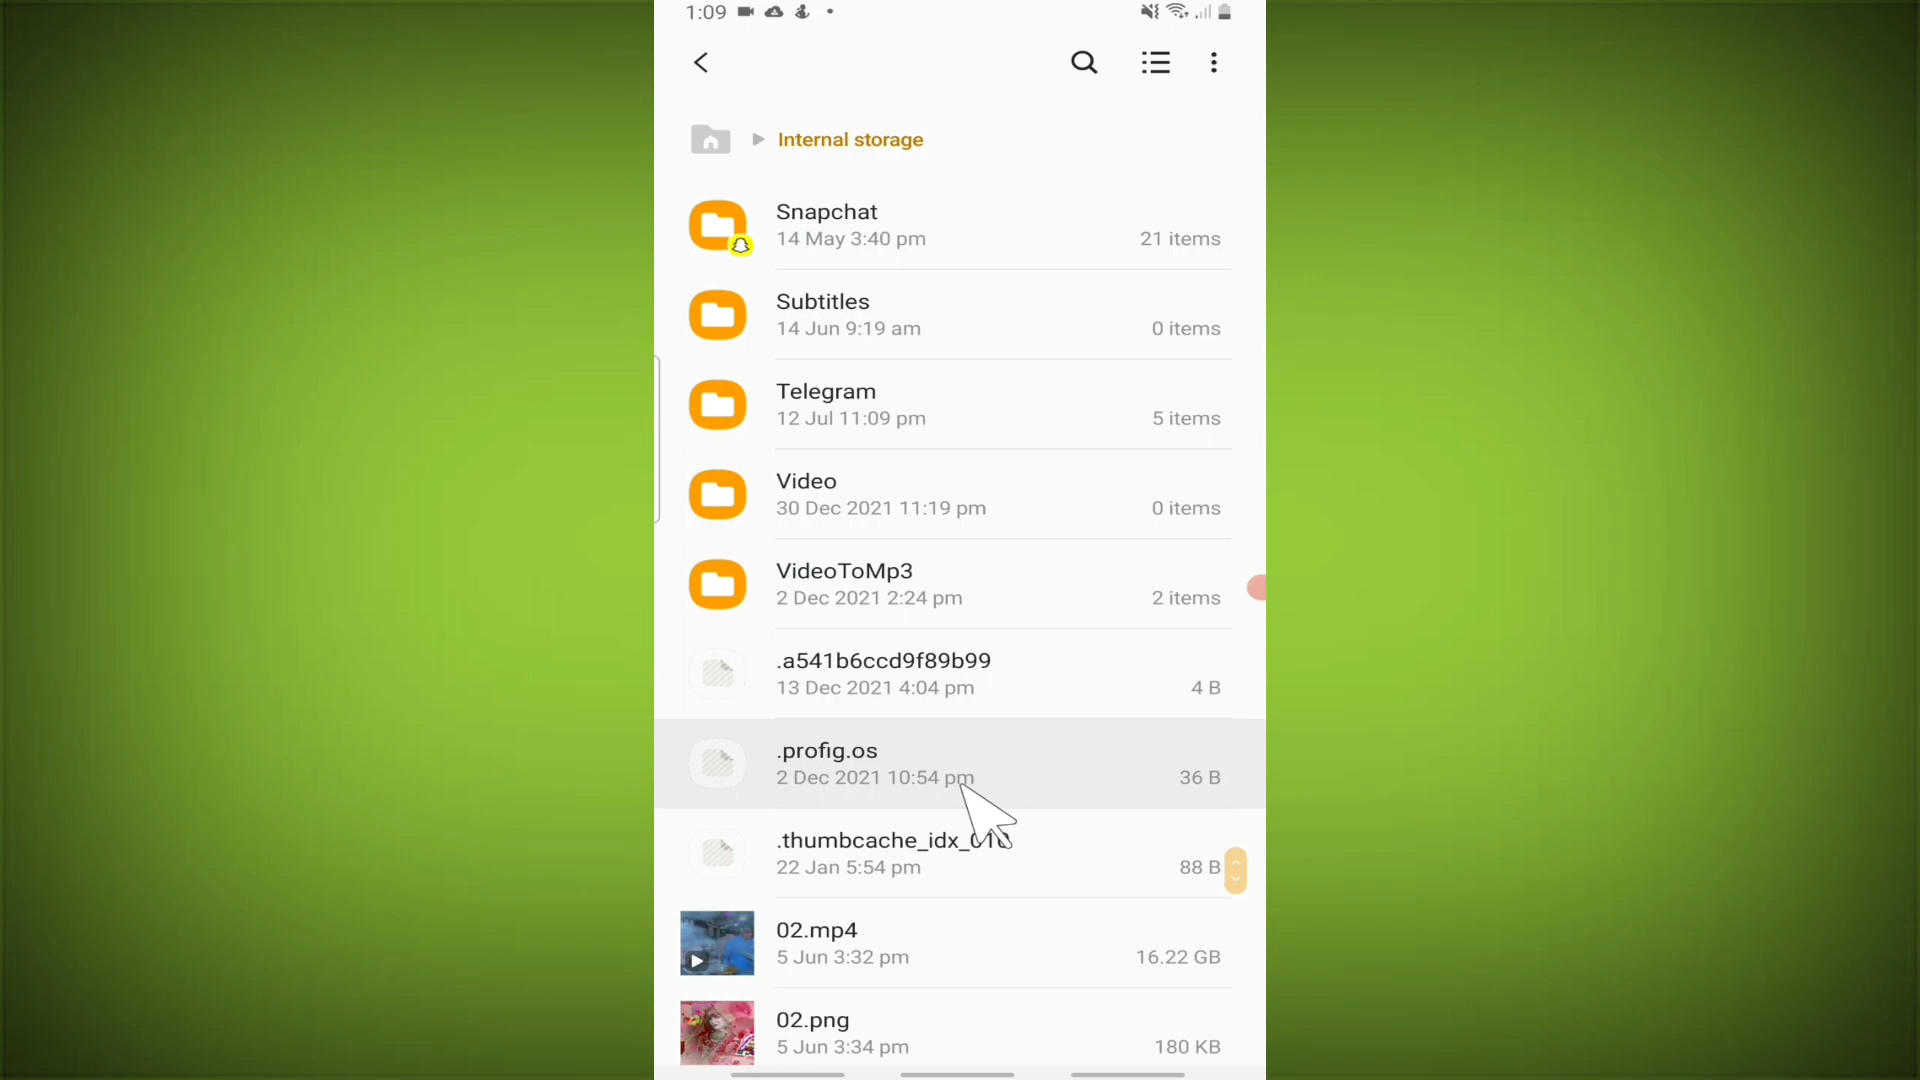 1:09
Internal storage
Snapchat
14 May 3:40 pm
21 items
Subtitles
14 Jun 9:19 am
0 items
Telegram
12 Jul 11:09 pm
5 items
Video
30 Dec 2021 11:19 pm
0 items
VideoToMp3
2 Dec 2021 2:24 pm
2 items
.a541b6ccd9f89b99
13 Dec 2021 4:04 pm
4 B
.profig.os
2 Dec 2021 10:54 pm
36 B
.thumbcache_idx_010
22 Jan 5:54 pm
88 B
02.mp4
5 Jun 3:32 pm
16.22 GB
02.png
5 Jun 3:34 pm
180 KB